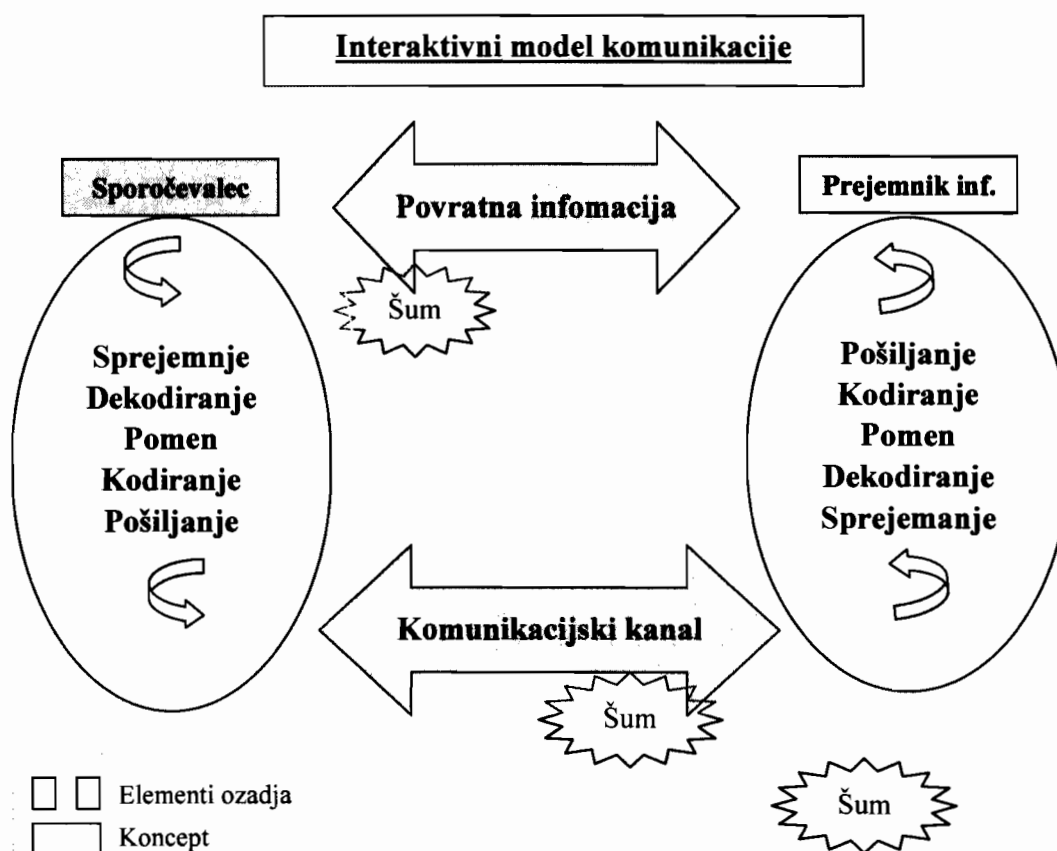 Interaktivni model komunikacije
Sporočevalec
Povratna infomacija
Prejemnik inf.
Šum
Sprejemnje
Dekodiranje
Pomen
Kodiranje
Pošiljanje
Pošiljanje
Kodiranje
Pomen
Dekodiranje
Sprejemanje
Komunikacijski kanal
Šum
Elementi ozadja
Koncept
Šum